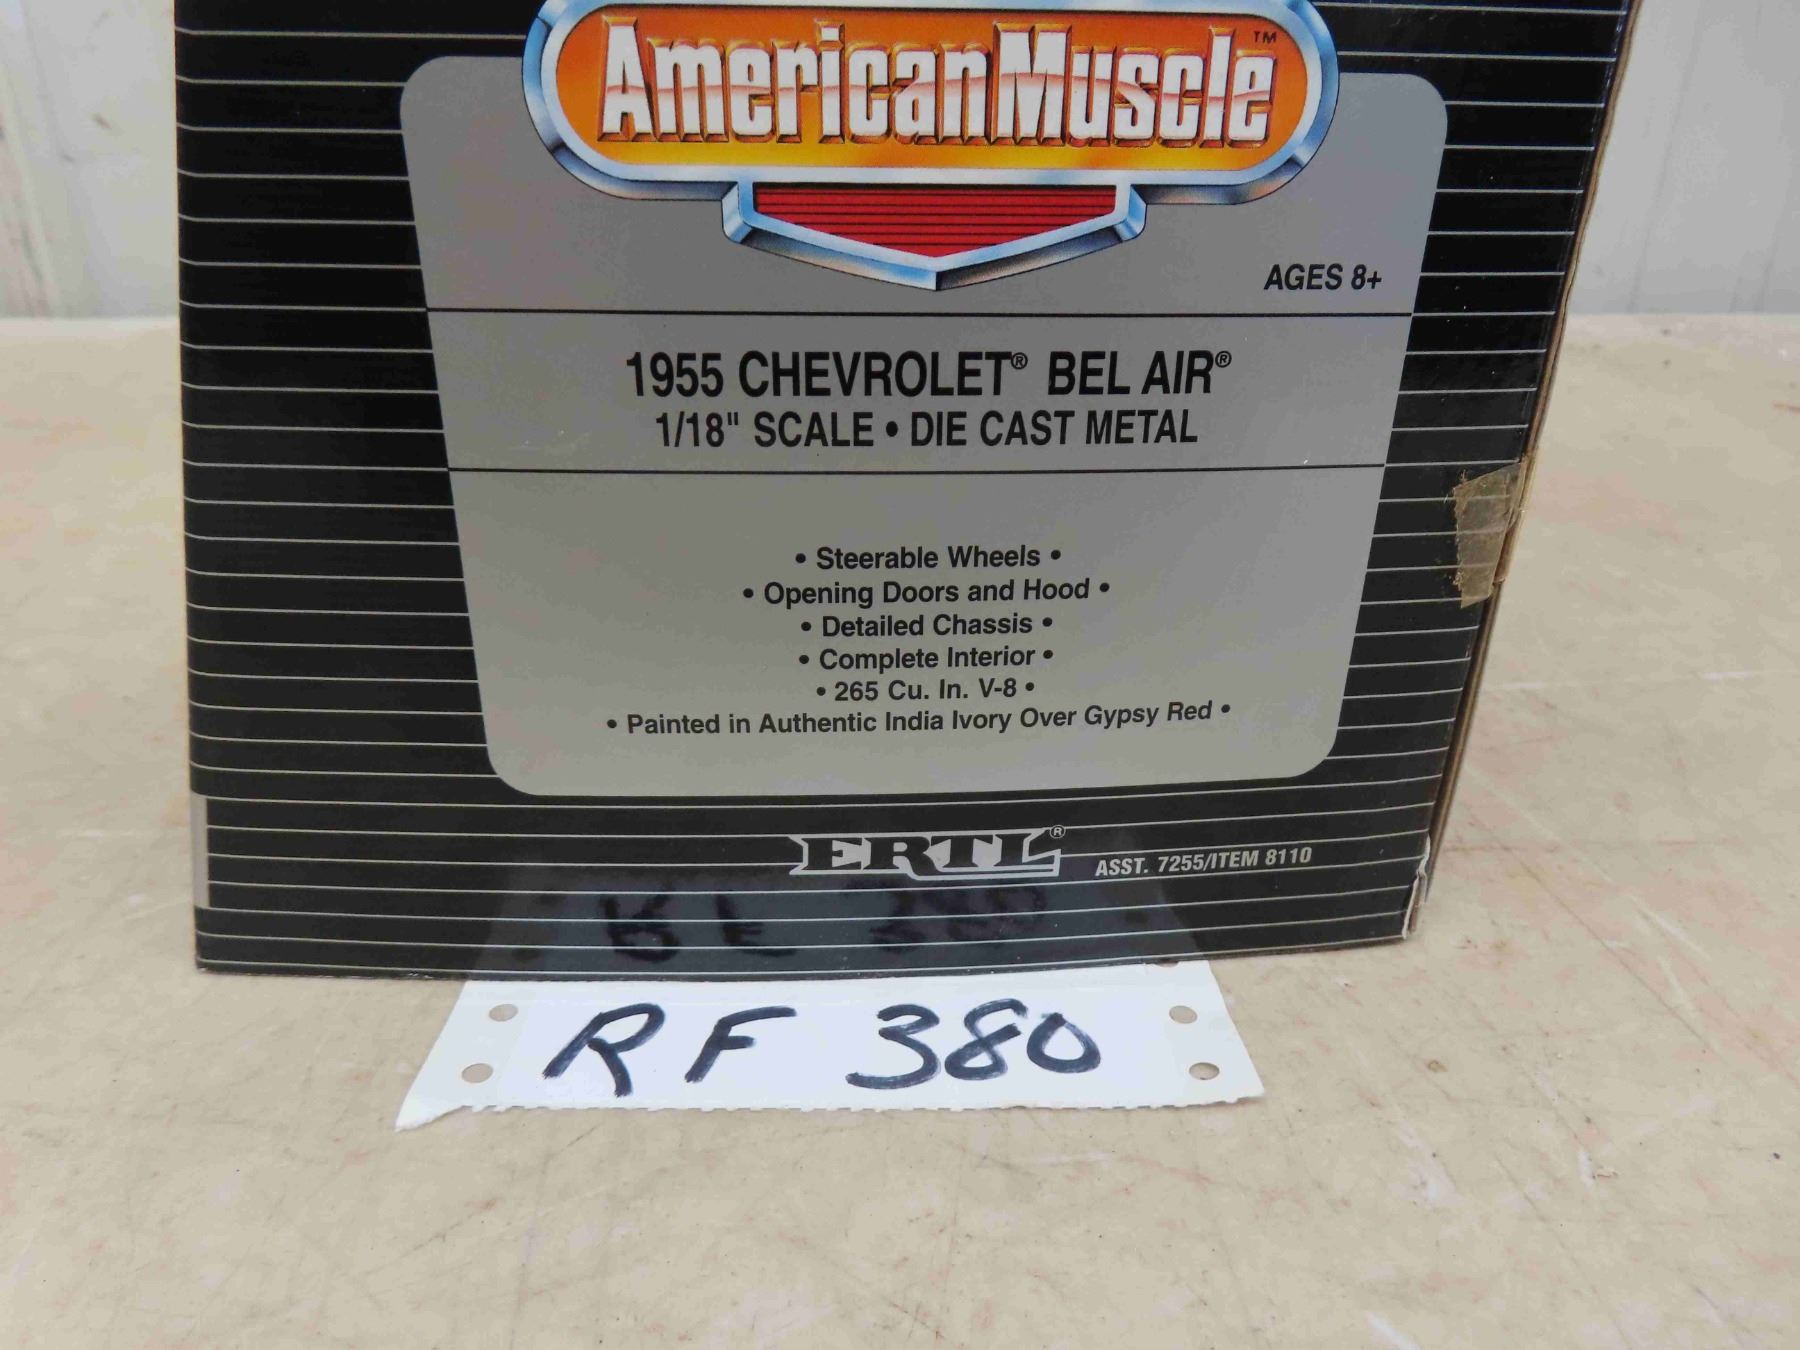 AmericanMuscle™
AGES 8+
1955 CHEVROLET® BEL AIR®
1/18" SCALE • DIE CAST METAL
• Steerable Wheels •
• Opening Doors and Hood •
• Detailed Chassis •
• Complete Interior •
• 265 Cu. In. V-8 •
• Painted in Authentic India Ivory Over Gypsy Red •
ERTL®
ASST. 7255/ITEM 8110
RF 380